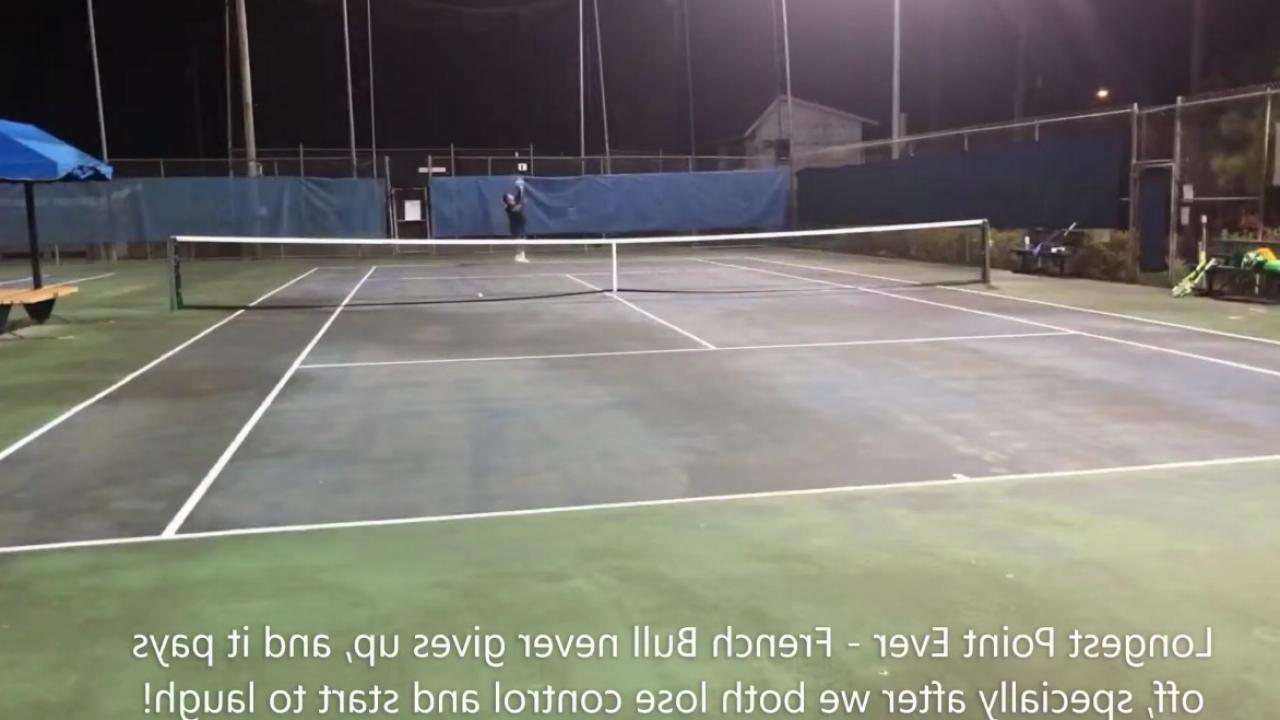 Longest Point Ever - French Bull never gives up, and it pays
off, specially after we both lose control and start to laugh!